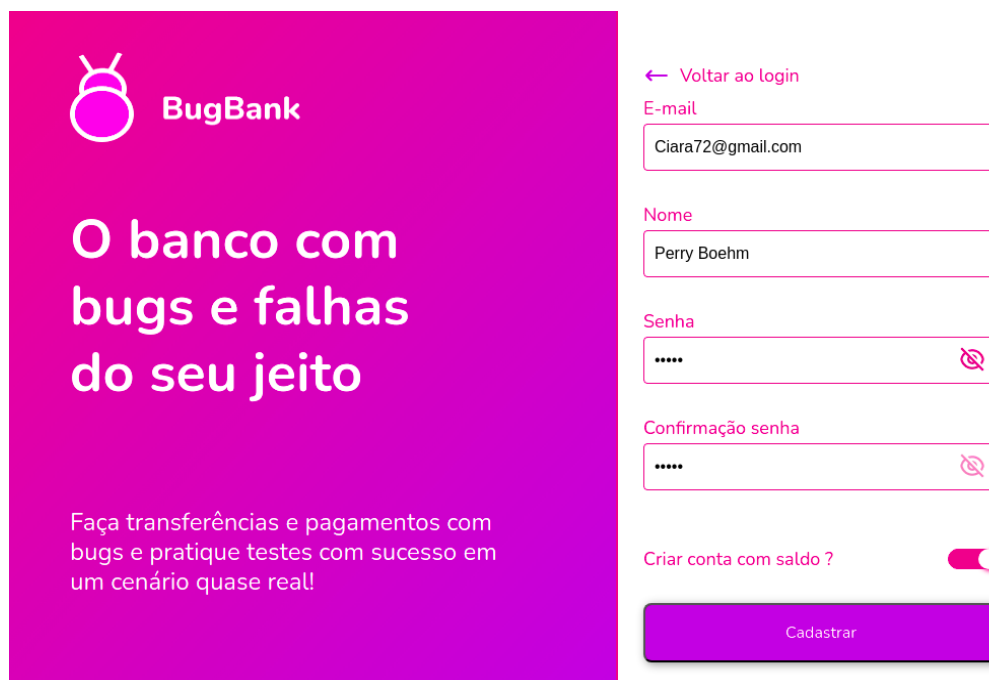 BugBank
O banco com
bugs e falhas
do seu jeito
Faça transferências e pagamentos com
bugs e pratique testes com sucesso em
um cenário quase real!
Voltar ao login
E-mail
Ciara72@gmail.com
Nome
Perry Boehm
Senha
•••••
Confirmação senha
•••••
Criar conta com saldo ?
Cadastrar